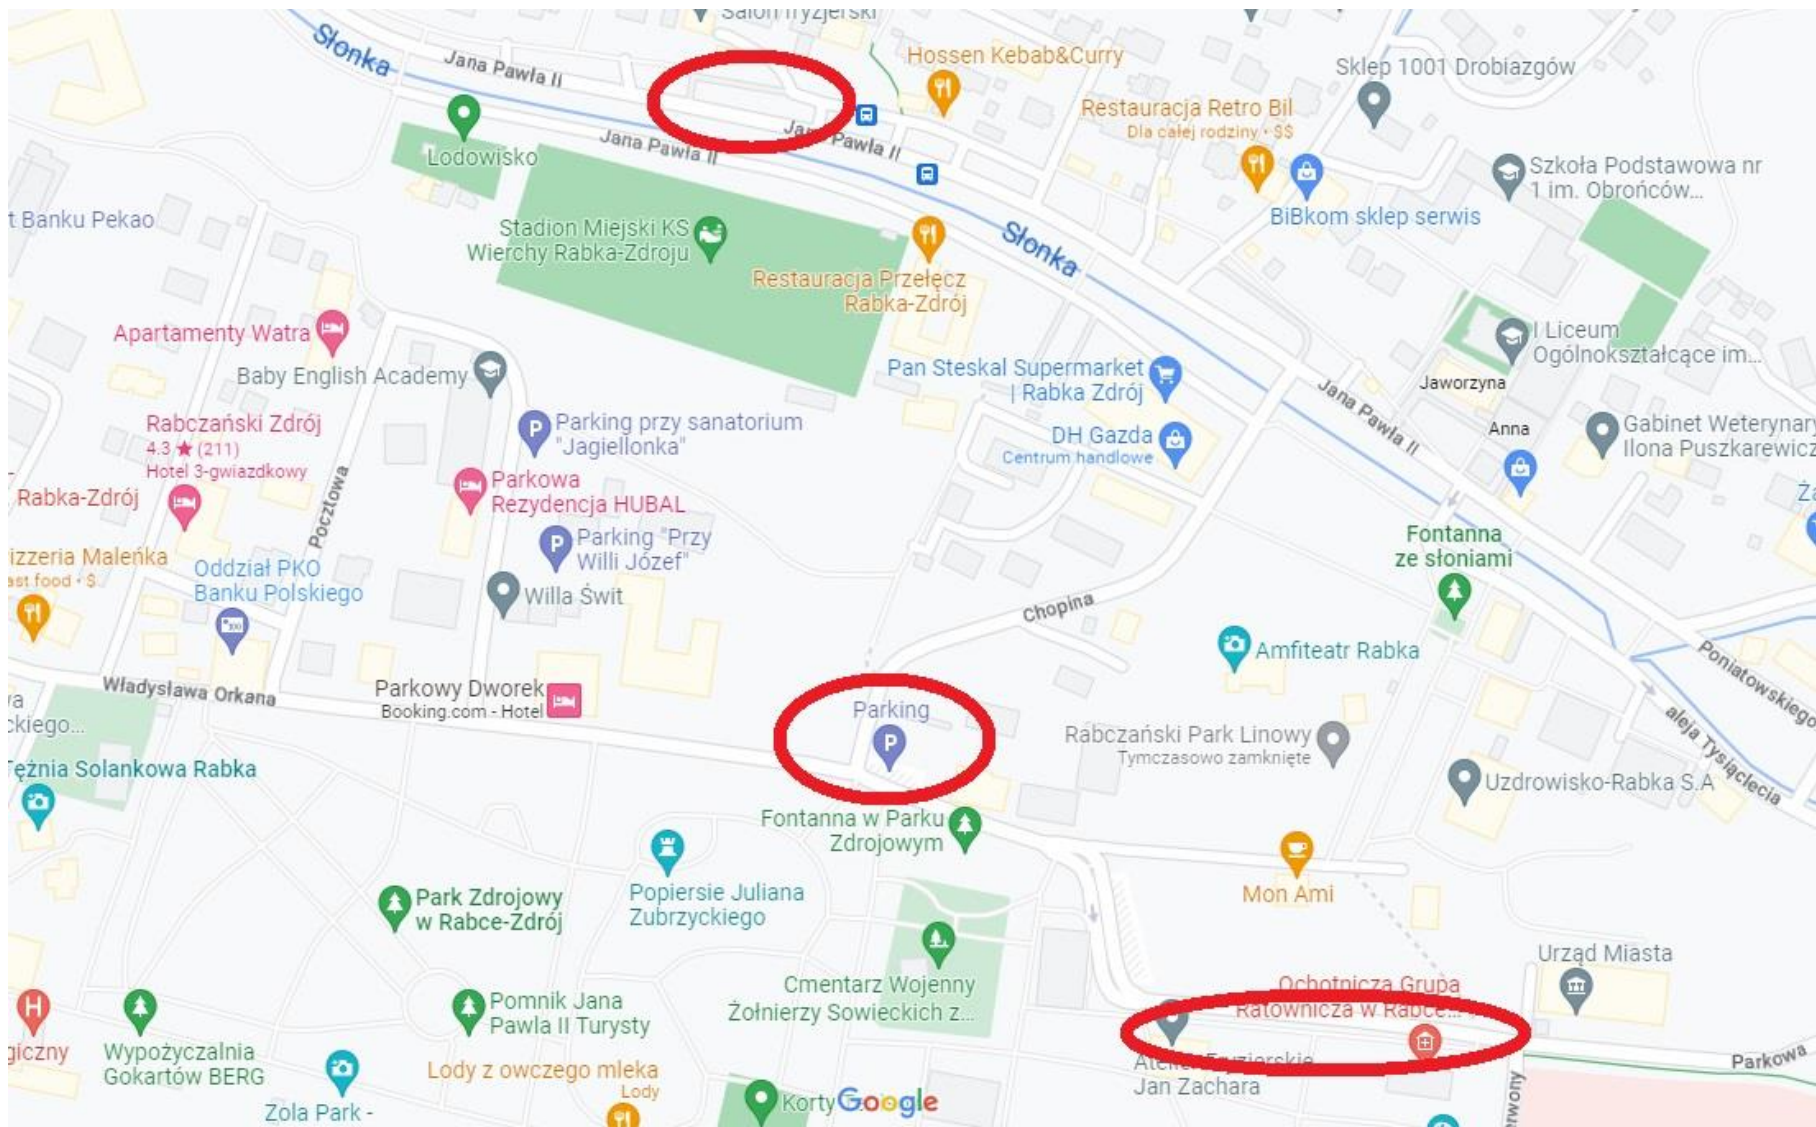 Salon fryzjerski
Słonka
Jana Pawła II
Hossen Kebab&Curry
Sklep 1001 Drobiazgów
Restauracja Retro Bil
Dla całej rodziny · $$
Jana Pawła II
Jana Pawła II
Lodowisko
Szkoła Podstawowa nr
1 im. Obrońców...
t Banku Pekao
BiBkom sklep serwis
Stadion Miejski KS
Wierchy Rabka-Zdroju
Słonka
Restauracja Przełęcz
Rabka-Zdrój
Apartamenty Watra
I Liceum
Ogólnokształcące im...
Baby English Academy
Pan Steskal Supermarket
| Rabka Zdrój
Jaworzyna
Jana Pawła II
Rabczański Zdrój
4.3 ★ (211)
Hotel 3-gwiazdkowy
Parking przy sanatorium
"Jagiellonka"
DH Gazda
Centrum handlowe
Anna
Gabinet Weterynary
Ilona Puszkarewicz
Rabka-Zdrój
Pocztowa
Parkowa
Rezydencja HUBAL
Ża
Parking "Przy
Willi Józef"
Fontanna
ze słoniami
izzeria Maleńka
ast food · $
Oddział PKO
Banku Polskiego
Willa Świt
Chopina
Amfiteatr Rabka
Poniatowskiego
Władysława Orkana
Parkowy Dworek
Booking.com - Hotel
Parking
P
Rabczański Park Linowy
Tymczasowo zamknięte
aleja Tysiąclecia
wa
ckiego...
Tężnia Solankowa Rabka
Uzdrowisko-Rabka S.A
Fontanna w Parku
Zdrojowym
Park Zdrojowy
w Rabce-Zdrój
Popiersie Juliana
Zubrzyckiego
Mon Ami
Urząd Miasta
Cmentarz Wojenny
Żołnierzy Sowieckich z...
Ochotnicza Grupa
Ratownicza w Rabce...
H
giczny
Pomnik Jana
Pawla II Turysty
Wypożyczalnia
Gokartów BERG
Atelier Fryzjerskie
Jan Zachara
Parkowa
Lody z owczego mleka
Lody
Zola Park -
Korty
Google
erwony